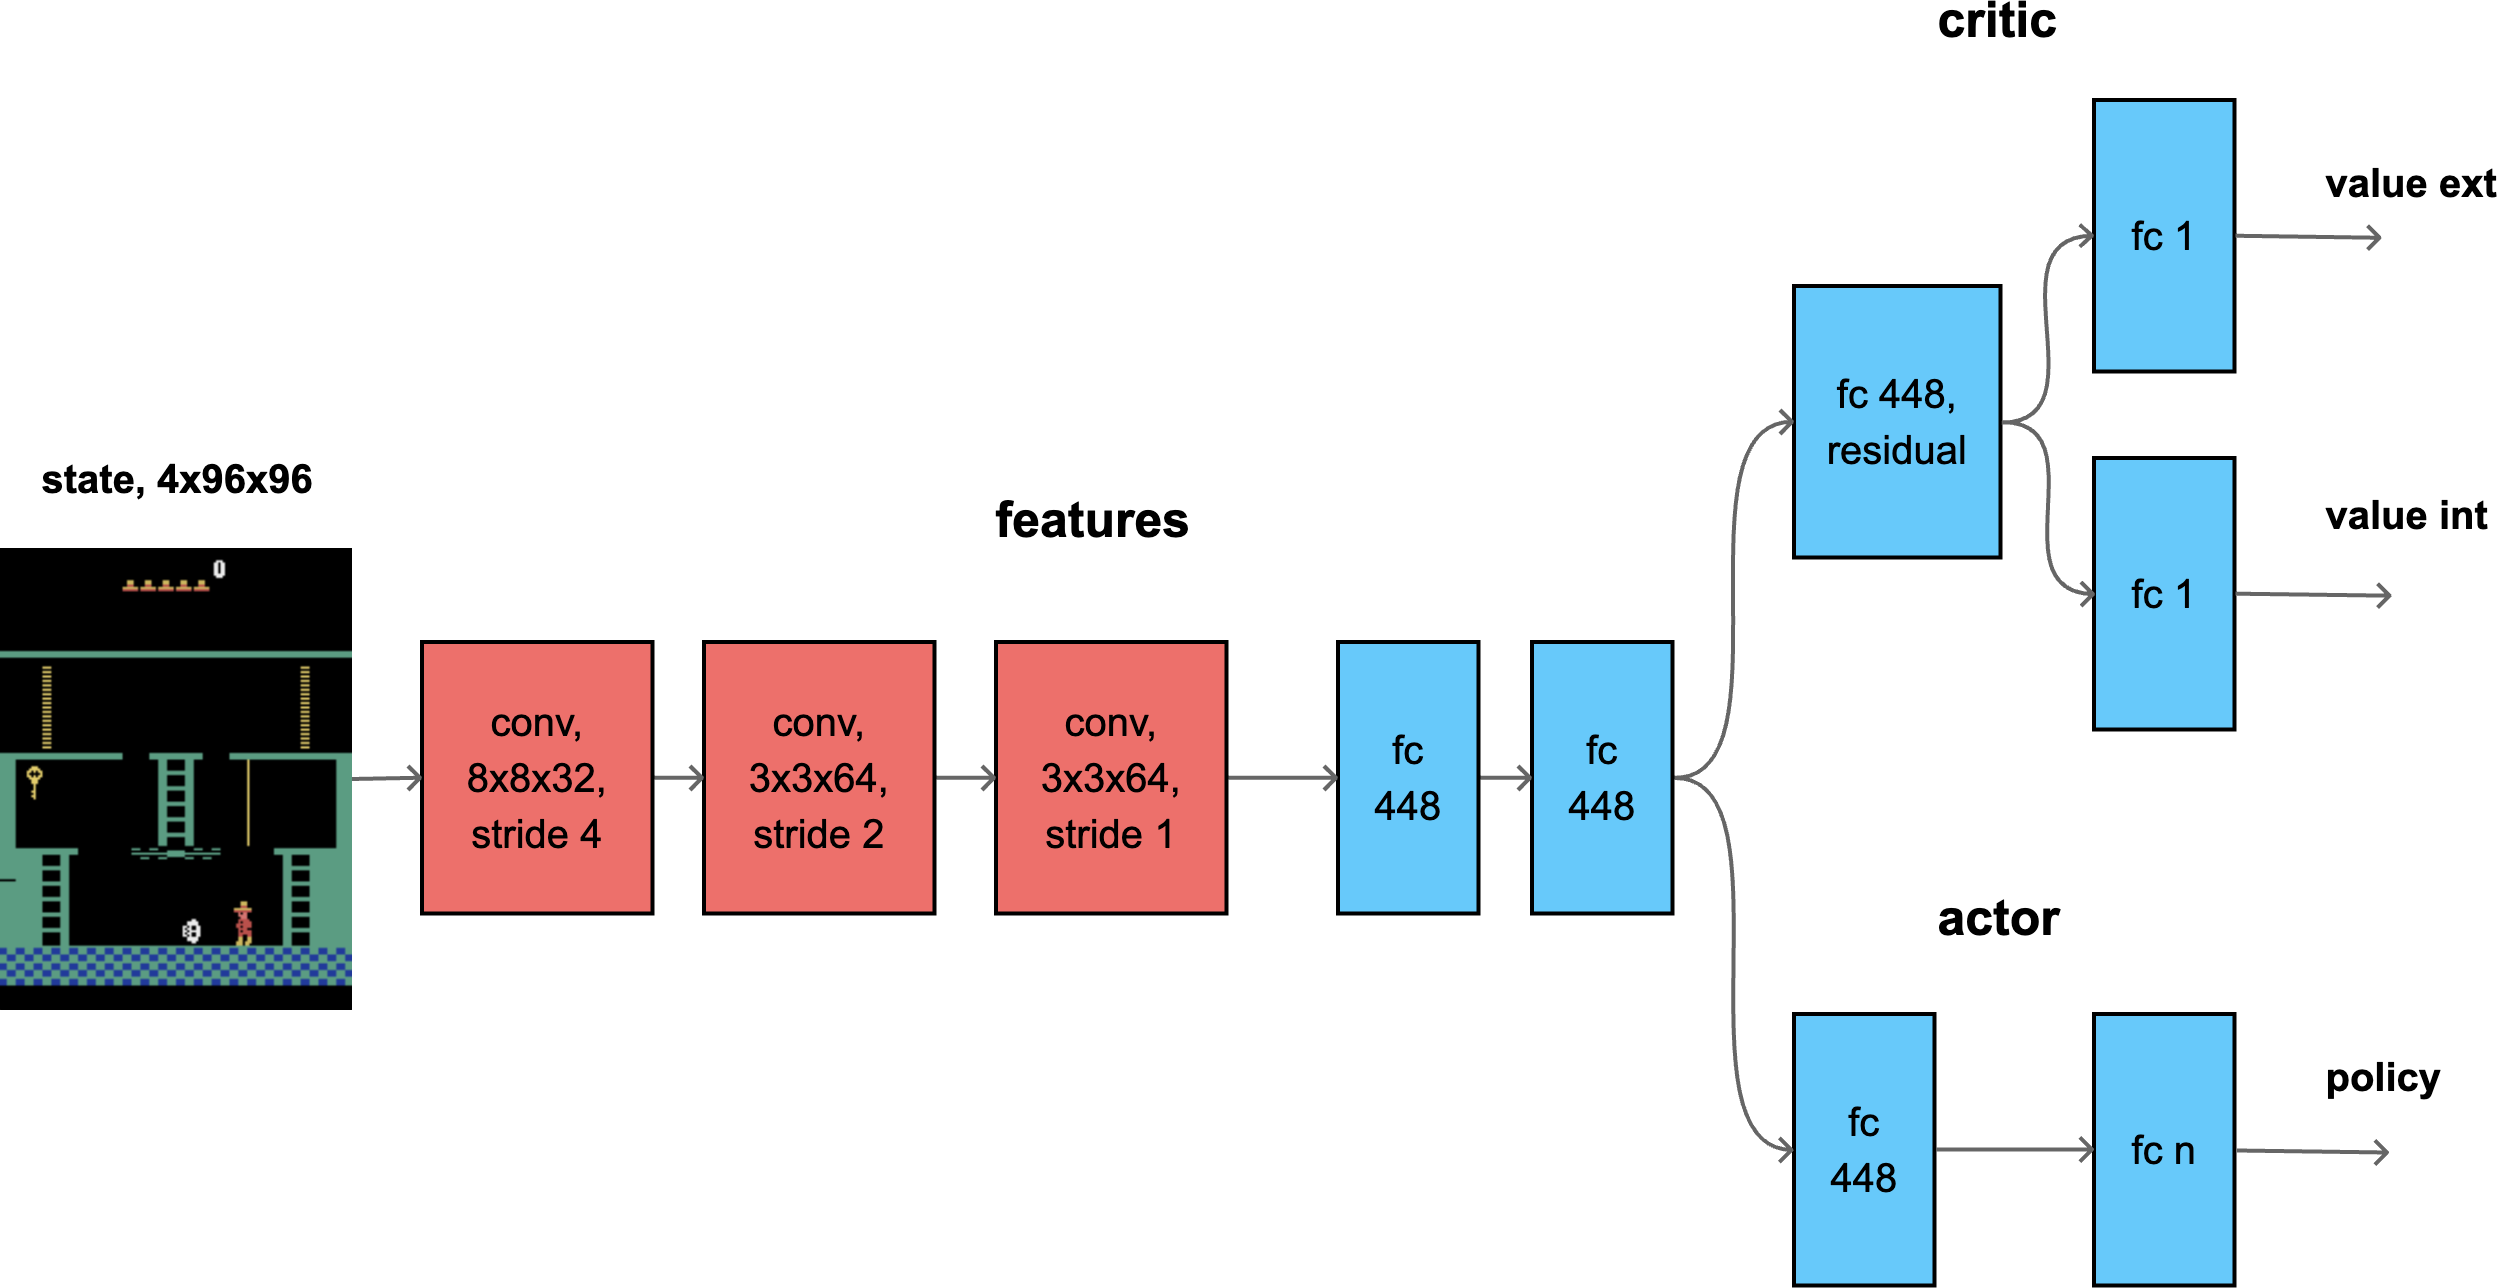 critic
fc 1
value ext
fc 448,
residual
fc 1
value int
state, 4x96x96
0
features
conv,
8x8x32,
stride 4
conv,
3x3x64,
stride 2
conv,
3x3x64,
stride 1
fc
448
fc
448
actor
fc
448
fc n
policy